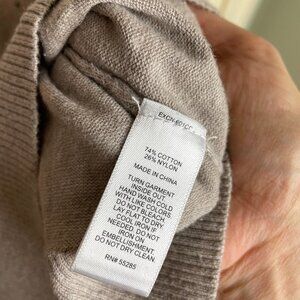 74% COTTON
26% NYLON
MADE IN CHINA
TURN GARMENT
INSIDE OUT
HAND WASH COLD
WITH LIKE COLORS.
DO NOT BLEACH.
LAY FLAT TO DRY.
COOL IRON IF
NEEDED. DO NOT
IRON ON
EMBELLISHMENT.
DO NOT DRY CLEAN.
RN# 55285